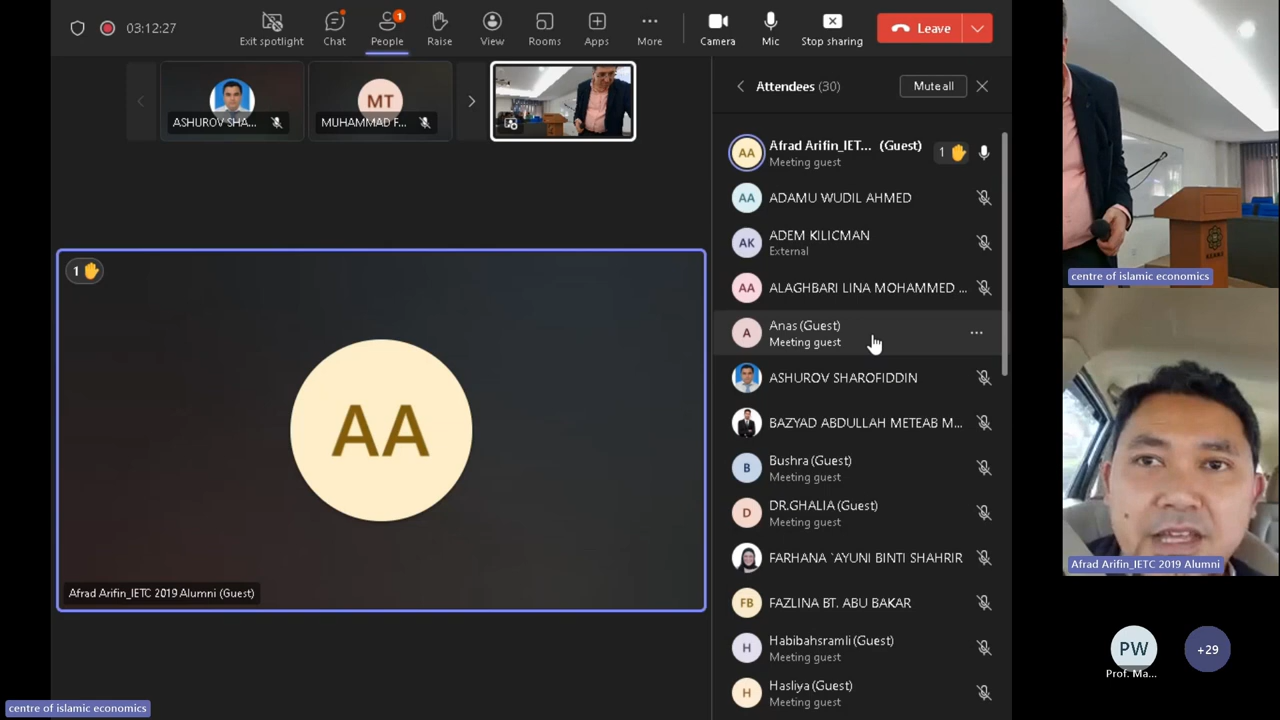 03:12:27
Exit spotlight
Chat
1
People
Raise
View
Rooms
Apps
More
Camera
Mic
Stop sharing
Leave
ASHUROV SHA...
MT
MUHAMMAD F...
Attendees (30)
Mute all
AA
Afrad Arifin_IET... (Guest)
Meeting guest
1
AA
ADAMU WUDIL AHMED
AK
ADEM KILICMAN
External
AA
ALAGHBARI LINA MOHAMMED ...
A
Anas (Guest)
Meeting guest
ASHUROV SHAROFIDDIN
BAZYAD ABDULLAH METEAB M...
B
Bushra (Guest)
Meeting guest
D
DR.GHALIA (Guest)
Meeting guest
FARHANA `AYUNI BINTI SHAHRIR
FB
FAZLINA BT. ABU BAKAR
H
Habibahsramli (Guest)
Meeting guest
H
Hasliya (Guest)
Meeting guest
1
AA
Afrad Arifin_IETC 2019 Alumni (Guest)
centre of islamic economics
centre of islamic economics
Afrad Arifin_IETC 2019 Alumni
PW
Prof. Ma...
+29